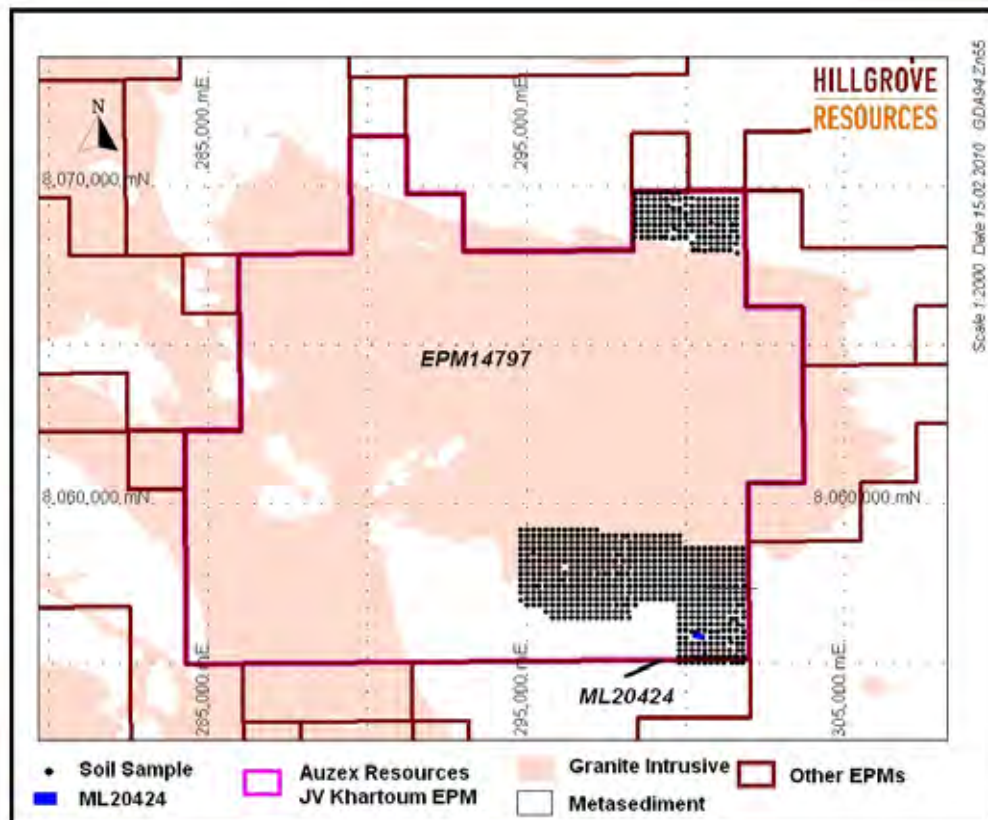 HILLGROVE
RESOURCES
Scale 1:2000 Date 15.02.2010 GDA94 Zn55
N
285,000.mE
295,000.mE
8,070,000.mN
EPM14797
8,060,000.mN
8,060,000.mN
285,000.mE
295,000.mE
305,000.mE
ML20424
Soil Sample
ML20424
Auzex Resources
JV Khartoum EPM
Granite Intrusive
Metasediment
Other EPMs